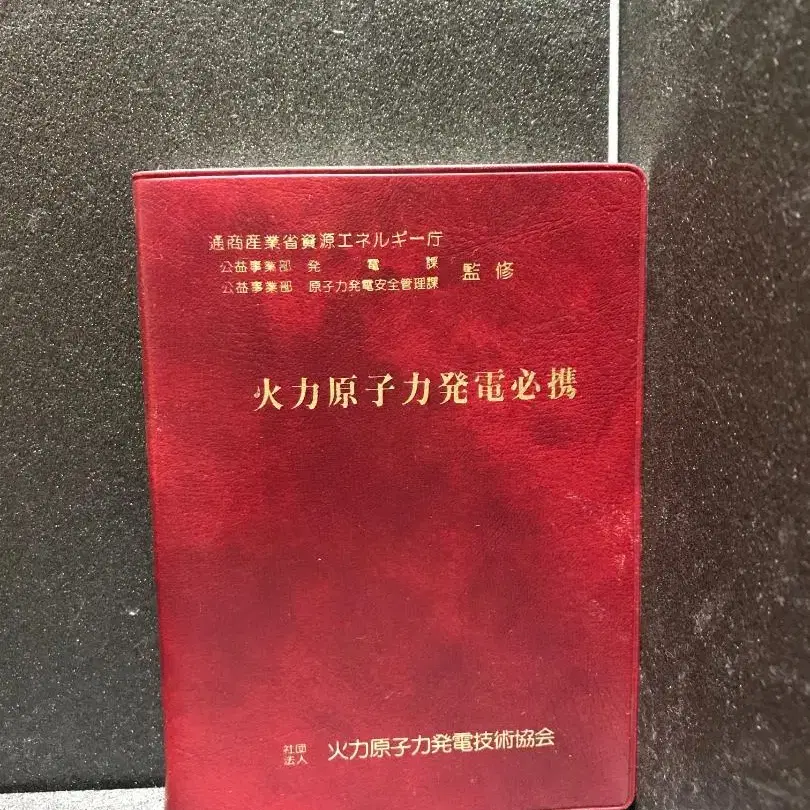 通商産業省資源エネルギー庁
公益事業部 発電課
公益事業部 原子力発電安全管理課
監修
火力原子力発電必携
社団法人 火力原子力発電技術協会